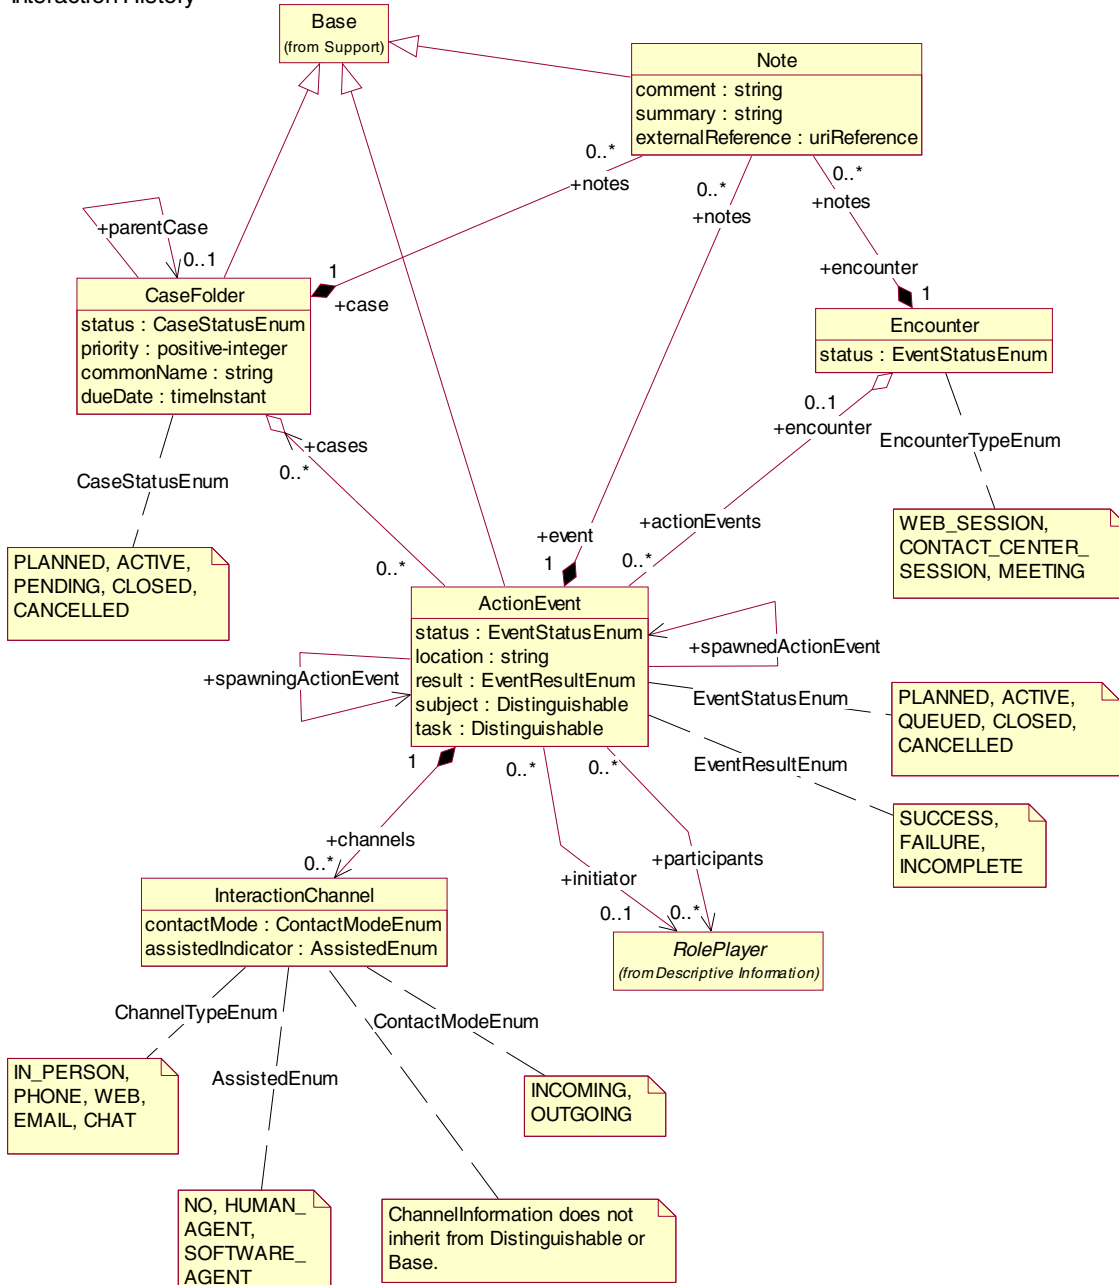 Interaction History
Base
(from Support)
Note
comment : string
summary : string
externalReference : uriReference
0..*
+notes
0..*
+notes
0..*
+notes
+parentCase
0..1
1
+case
+encounter
1
CaseFolder
status : CaseStatusEnum
priority : positive-integer
commonName : string
dueDate : timeInstant
Encounter
status : EventStatusEnum
0..1
+encounter
+cases
0..*
EncounterTypeEnum
CaseStatusEnum
WEB_SESSION,
CONTACT_CENTER_
SESSION, MEETING
+event
1
+actionEvents
0..*
0..*
PLANNED, ACTIVE,
PENDING, CLOSED,
CANCELLED
ActionEvent
status : EventStatusEnum
location : string
result : EventResultEnum
subject : Distinguishable
task : Distinguishable
+spawnedActionEvent
+spawningActionEvent
EventStatusEnum
PLANNED, ACTIVE,
QUEUED, CLOSED,
CANCELLED
EventResultEnum
SUCCESS,
FAILURE,
INCOMPLETE
1
0..*
0..*
+channels
0..*
+initiator
0..1
+participants
0..*
InteractionChannel
contactMode : ContactModeEnum
assistedIndicator : AssistedEnum
RolePlayer
(from Descriptive Information)
ChannelTypeEnum
ContactModeEnum
AssistedEnum
IN_PERSON,
PHONE, WEB,
EMAIL, CHAT
INCOMING,
OUTGOING
NO, HUMAN_
AGENT,
SOFTWARE_
AGENT
ChannelInformation does not
inherit from Distinguishable or
Base.